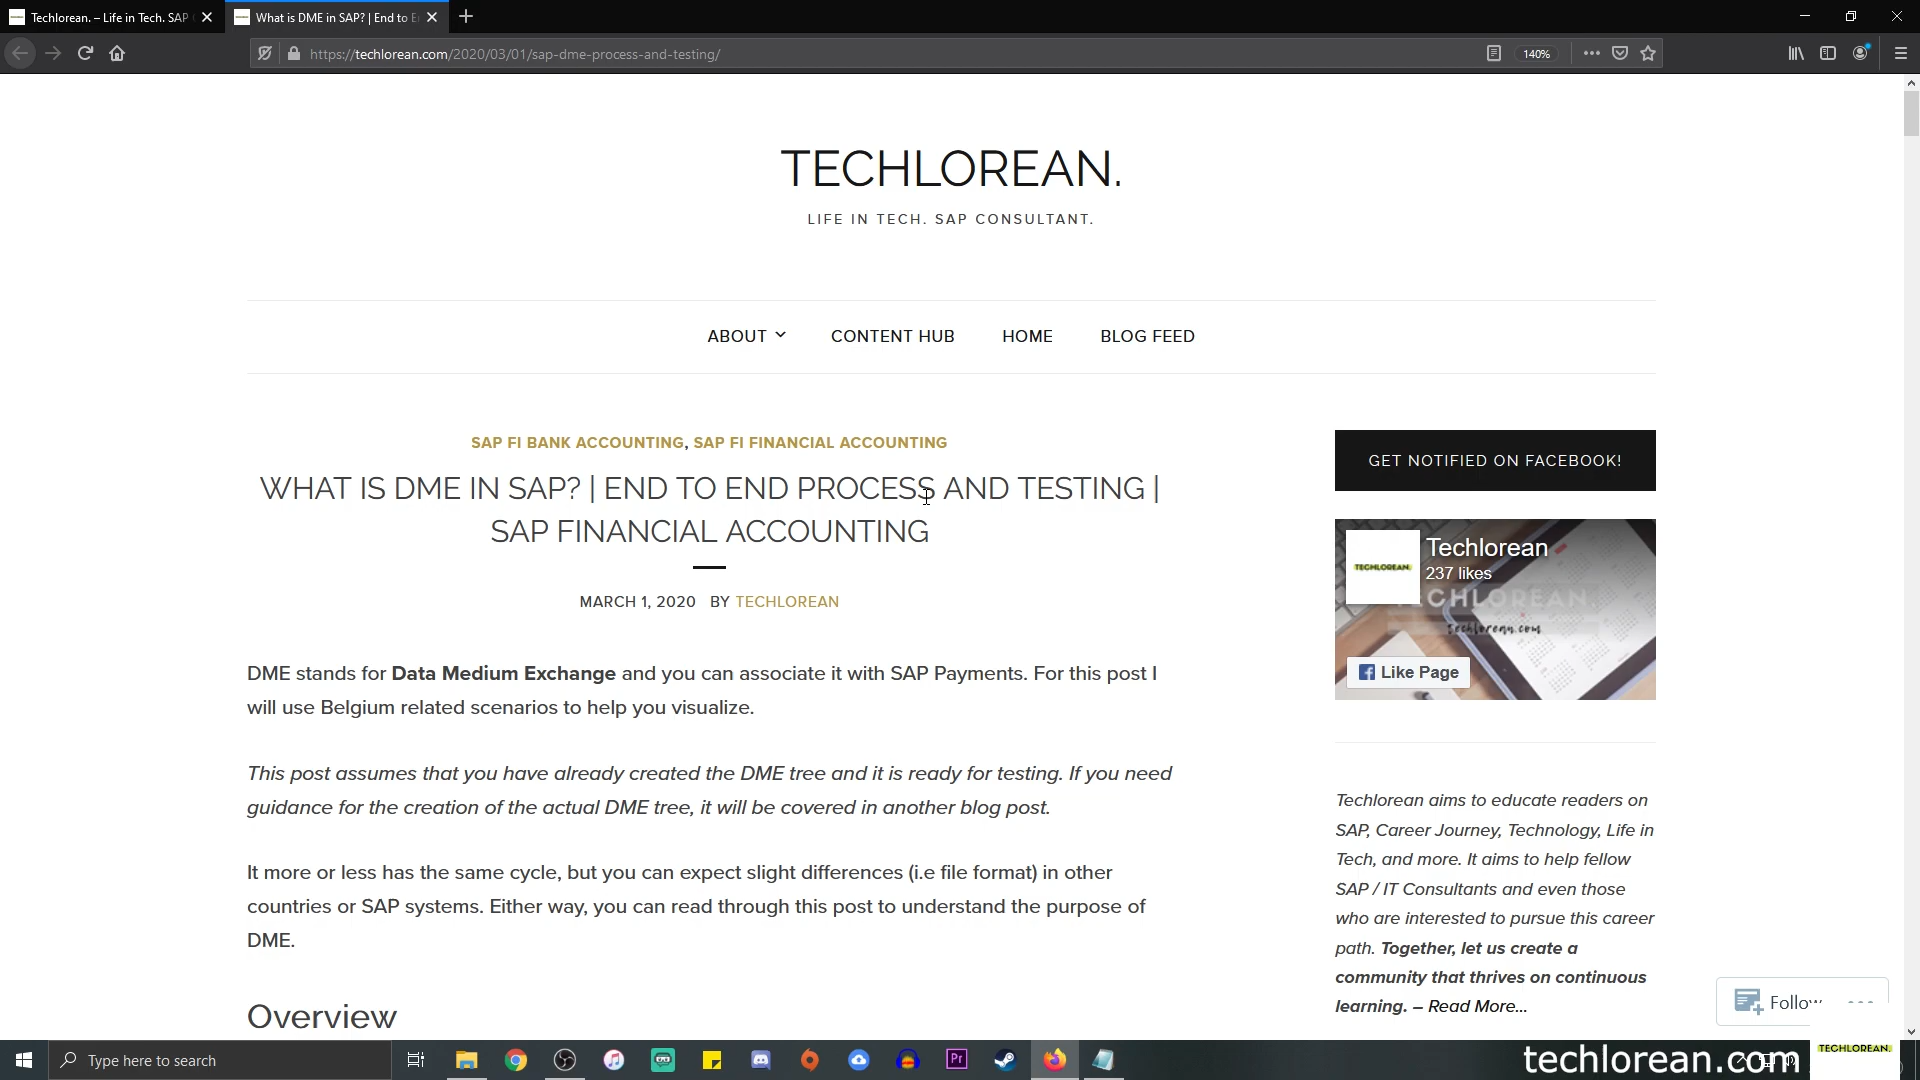 Techlorean. – Life in Tech. SAP
What is DME in SAP? | End to E
https://techlorean.com/2020/03/01/sap-dme-process-and-testing/
140%
TECHLOREAN.
LIFE IN TECH. SAP CONSULTANT.
ABOUT
CONTENT HUB
HOME
BLOG FEED
SAP FI BANK ACCOUNTING, SAP FI FINANCIAL ACCOUNTING
WHAT IS DME IN SAP? | END TO END PROCESS AND TESTING |
SAP FINANCIAL ACCOUNTING
MARCH 1, 2020 BY TECHLOREAN
DME stands for Data Medium Exchange and you can associate it with SAP Payments. For this post I
will use Belgium related scenarios to help you visualize.
This post assumes that you have already created the DME tree and it is ready for testing. If you need
guidance for the creation of the actual DME tree, it will be covered in another blog post.
It more or less has the same cycle, but you can expect slight differences (i.e file format) in other
countries or SAP systems. Either way, you can read through this post to understand the purpose of
DME.
Overview
GET NOTIFIED ON FACEBOOK!
TECHLOREAN.
Techlorean
237 likes
techlorean.com
Like Page
Techlorean aims to educate readers on
SAP, Career Journey, Technology, Life in
Tech, and more. It aims to help fellow
SAP / IT Consultants and even those
who are interested to pursue this career
path. Together, let us create a
community that thrives on continuous
learning. – Read More...
Follow
Type here to search
Pr
techlorean.com
TECHLOREAN.